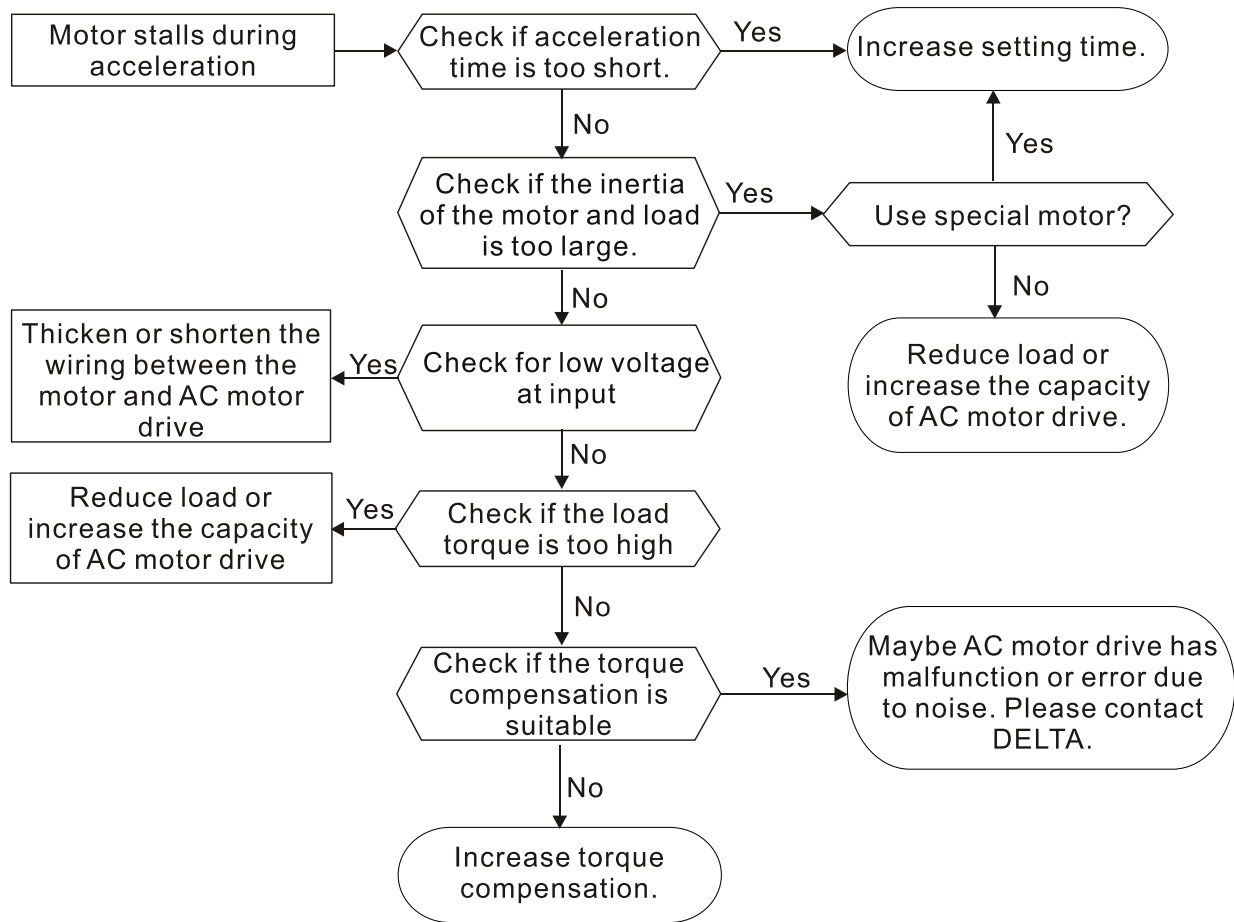 Motor stalls during
acceleration
Check if acceleration
time is too short.
Yes
Increase setting time.
No
Yes
Check if the inertia
of the motor and load
is too large.
Yes
Use special motor?
No
No
Thicken or shorten the
wiring between the
motor and AC motor
drive
Yes
Check for low voltage
at input
Reduce load or
increase the capacity
of AC motor drive.
No
Reduce load or
increase the capacity
of AC motor drive
Yes
Check if the load
torque is too high
No
Check if the torque
compensation is
suitable
Yes
Maybe AC motor drive has
malfunction or error due
to noise. Please contact
DELTA.
No
Increase torque
compensation.